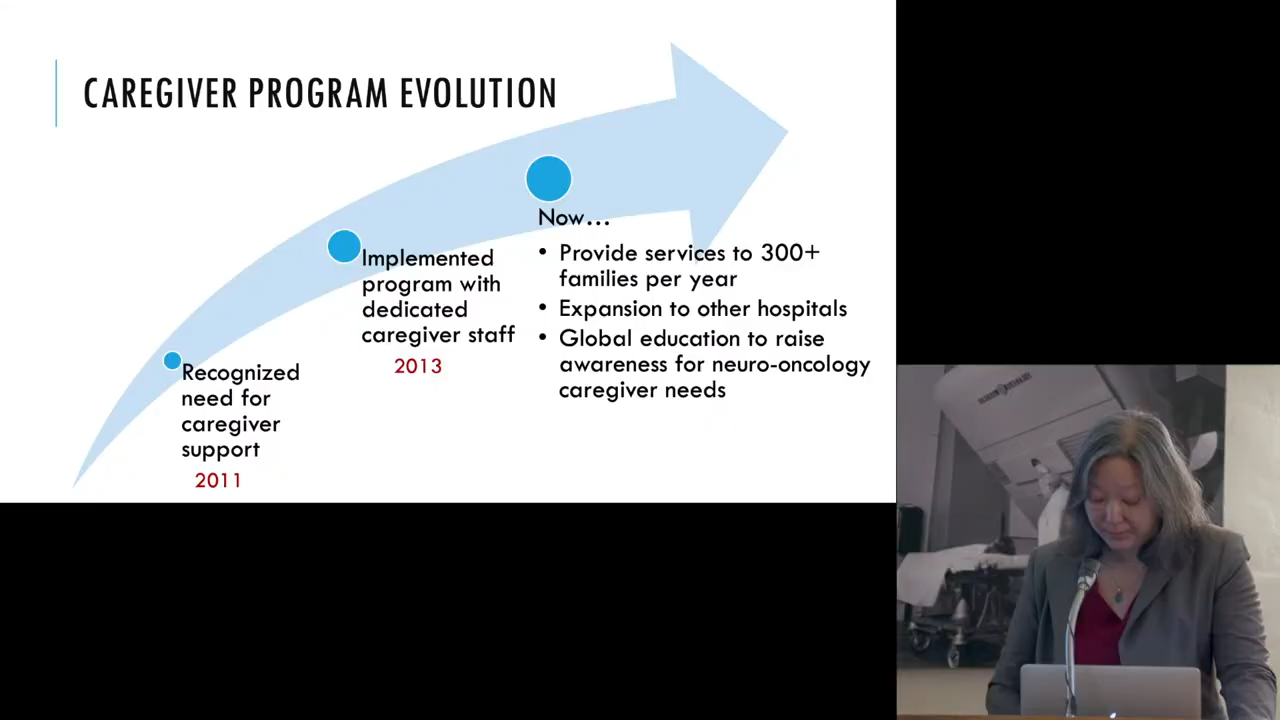 CAREGIVER PROGRAM EVOLUTION
Recognized
need for
caregiver
support
2011
Implemented
program with
dedicated
caregiver staff
2013
Now…
• Provide services to 300+
families per year
• Expansion to other hospitals
• Global education to raise
awareness for neuro-oncology
caregiver needs